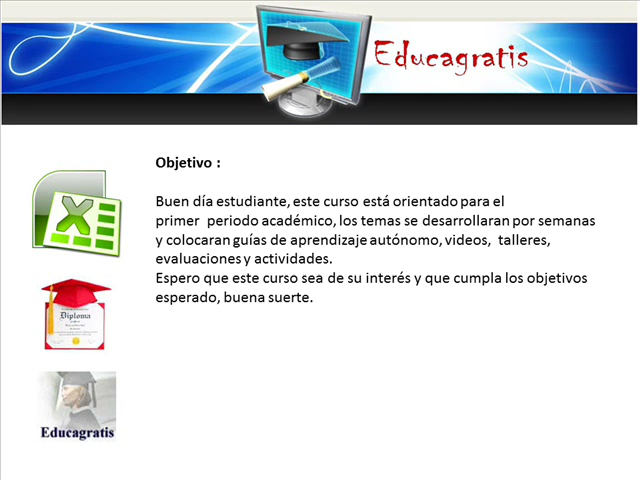 Educagratis
Objetivo :
Buen día estudiante, este curso está orientado para el
primer periodo académico, los temas se desarrollaran por semanas
y colocaran guías de aprendizaje autónomo, videos, talleres,
evaluaciones y actividades.
Espero que este curso sea de su interés y que cumpla los objetivos
esperado, buena suerte.
Diploma
Educagratis